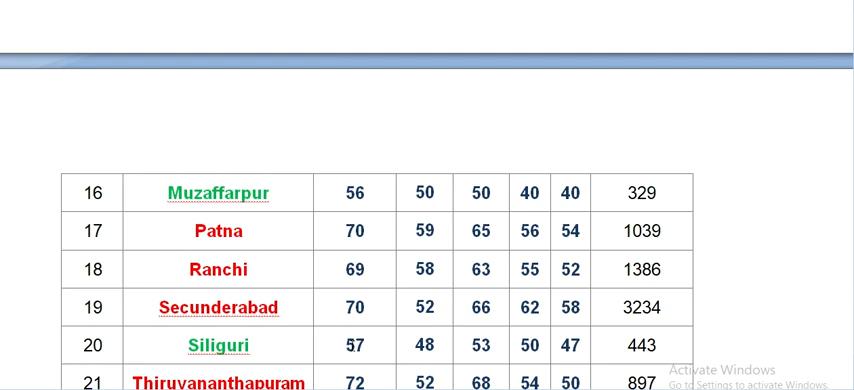 16 Muzaffarpur 56 50 50 40 40 329
17 Patna 70 59 65 56 54 1039
18 Ranchi 69 58 63 55 52 1386
19 Secunderabad 70 52 66 62 58 3234
20 Siliguri 57 48 53 50 47 443
21 Thiruvananthapuram 72 52 68 54 50 897
Activate Windows
Go to Settings to activate Windows.